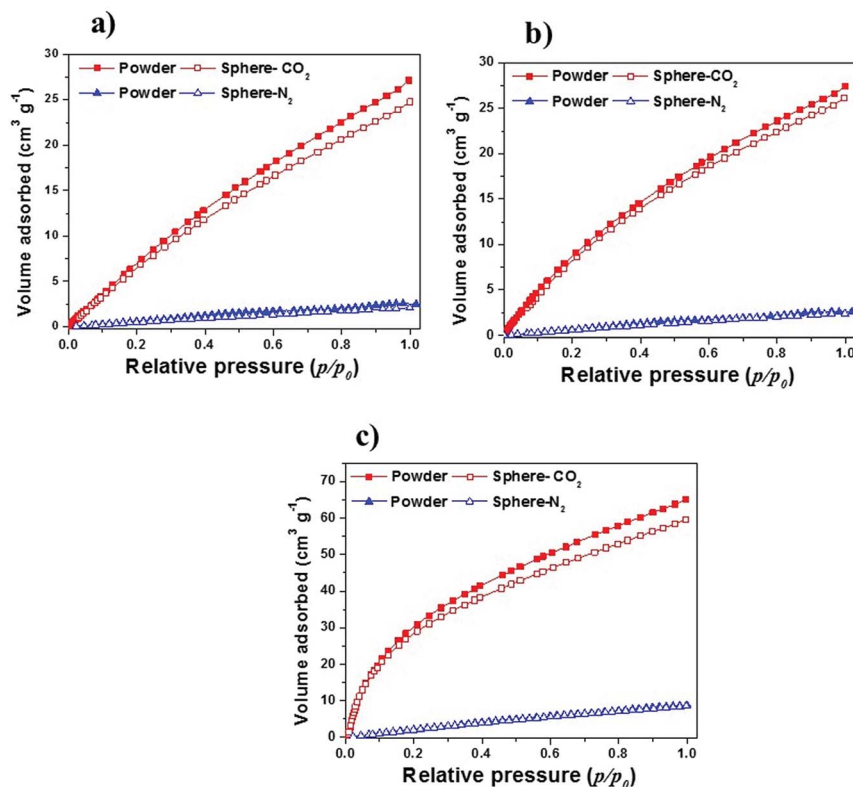 a)
Powder Sphere- CO₂
Powder Sphere-N₂
30
25
20
15
10
5
0
Volume adsorbed (cm³ g⁻¹)
0.0 0.2 0.4 0.6 0.8 1.0
Relative pressure (p/p₀)
b)
Powder Sphere-CO₂
Powder Sphere-N₂
30
25
20
15
10
5
0
Volume adsorbed (cm³ g⁻¹)
0.0 0.2 0.4 0.6 0.8 1.0
Relative pressure (p/p₀)
c)
Powder Sphere- CO₂
Powder Sphere-N₂
70
60
50
40
30
20
10
0
Volume adsorbed (cm³ g⁻¹)
0.0 0.2 0.4 0.6 0.8 1.0
Relative pressure (p/p₀)